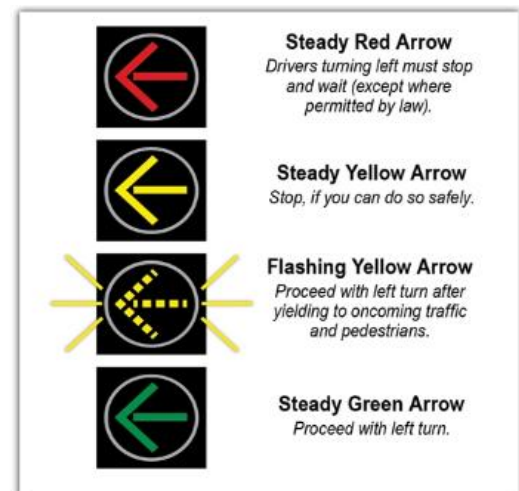 Steady Red Arrow
Drivers turning left must stop
and wait (except where
permitted by law).
Steady Yellow Arrow
Stop, if you can do so safely.
Flashing Yellow Arrow
Proceed with left turn after
yielding to oncoming traffic
and pedestrians.
Steady Green Arrow
Proceed with left turn.